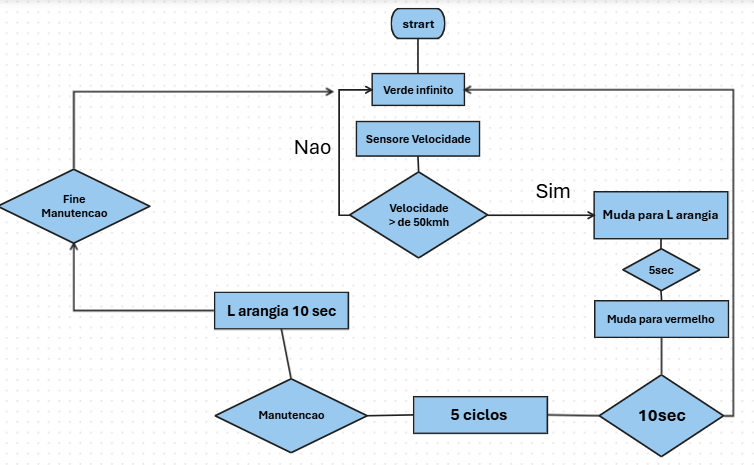 strart
Verde infinito
Sensore Velocidade
Nao
Velocidade
> de 50kmh
Sim
Muda para L arangia
5sec
Muda para vermelho
10sec
5 ciclos
Manutencao
L arangia 10 sec
Fine
Manutencao